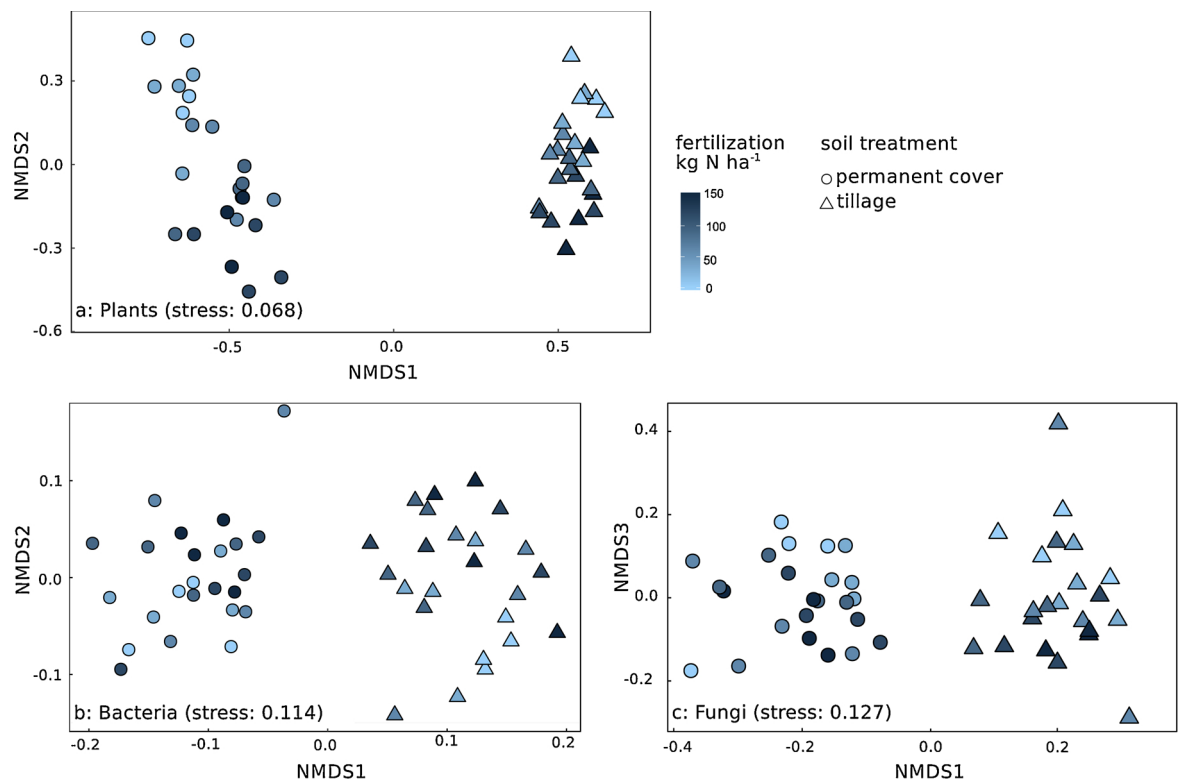 0.3
0.0
-0.3
-0.6
NMDS2
a: Plants (stress: 0.068)
-0.5
0.0
0.5
NMDS1
fertilization
kg N ha-1
150
100
50
0
soil treatment
permanent cover
tillage
0.1
0.0
-0.1
NMDS2
b: Bacteria (stress: 0.114)
-0.2
-0.1
0.0
0.1
0.2
NMDS1
0.4
0.2
0.0
-0.2
NMDS3
c: Fungi (stress: 0.127)
-0.4
-0.2
0.0
0.2
NMDS1